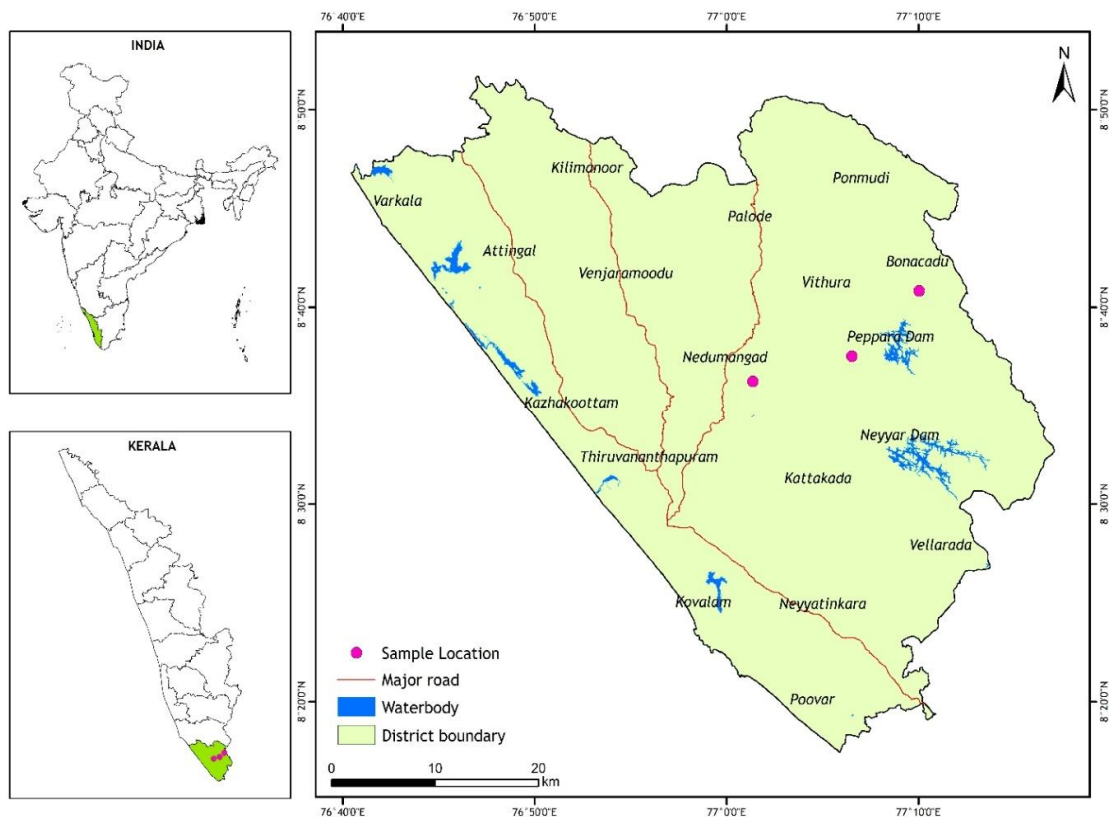 INDIA
KERALA
76°40'0"E
76°50'0"E
77°0'0"E
77°10'0"E
N
8°50'0"N
8°50'0"N
Kilimanoor
Ponmudi
Varkala
Palode
Attingal
Bonacadu
Venjaramoodu
Vithura
8°40'0"N
8°40'0"N
Peppara Dam
Nedumangad
Kazhakoottam
Neyyar Dam
Thiruvananthapuram
Kattakada
8°30'0"N
8°30'0"N
Vellarada
Kovalam
Neyyatinkara
Sample Location
Major road
Poovar
8°20'0"N
8°20'0"N
Waterbody
District boundary
0
10
20
km
76°40'0"E
76°50'0"E
77°0'0"E
77°10'0"E